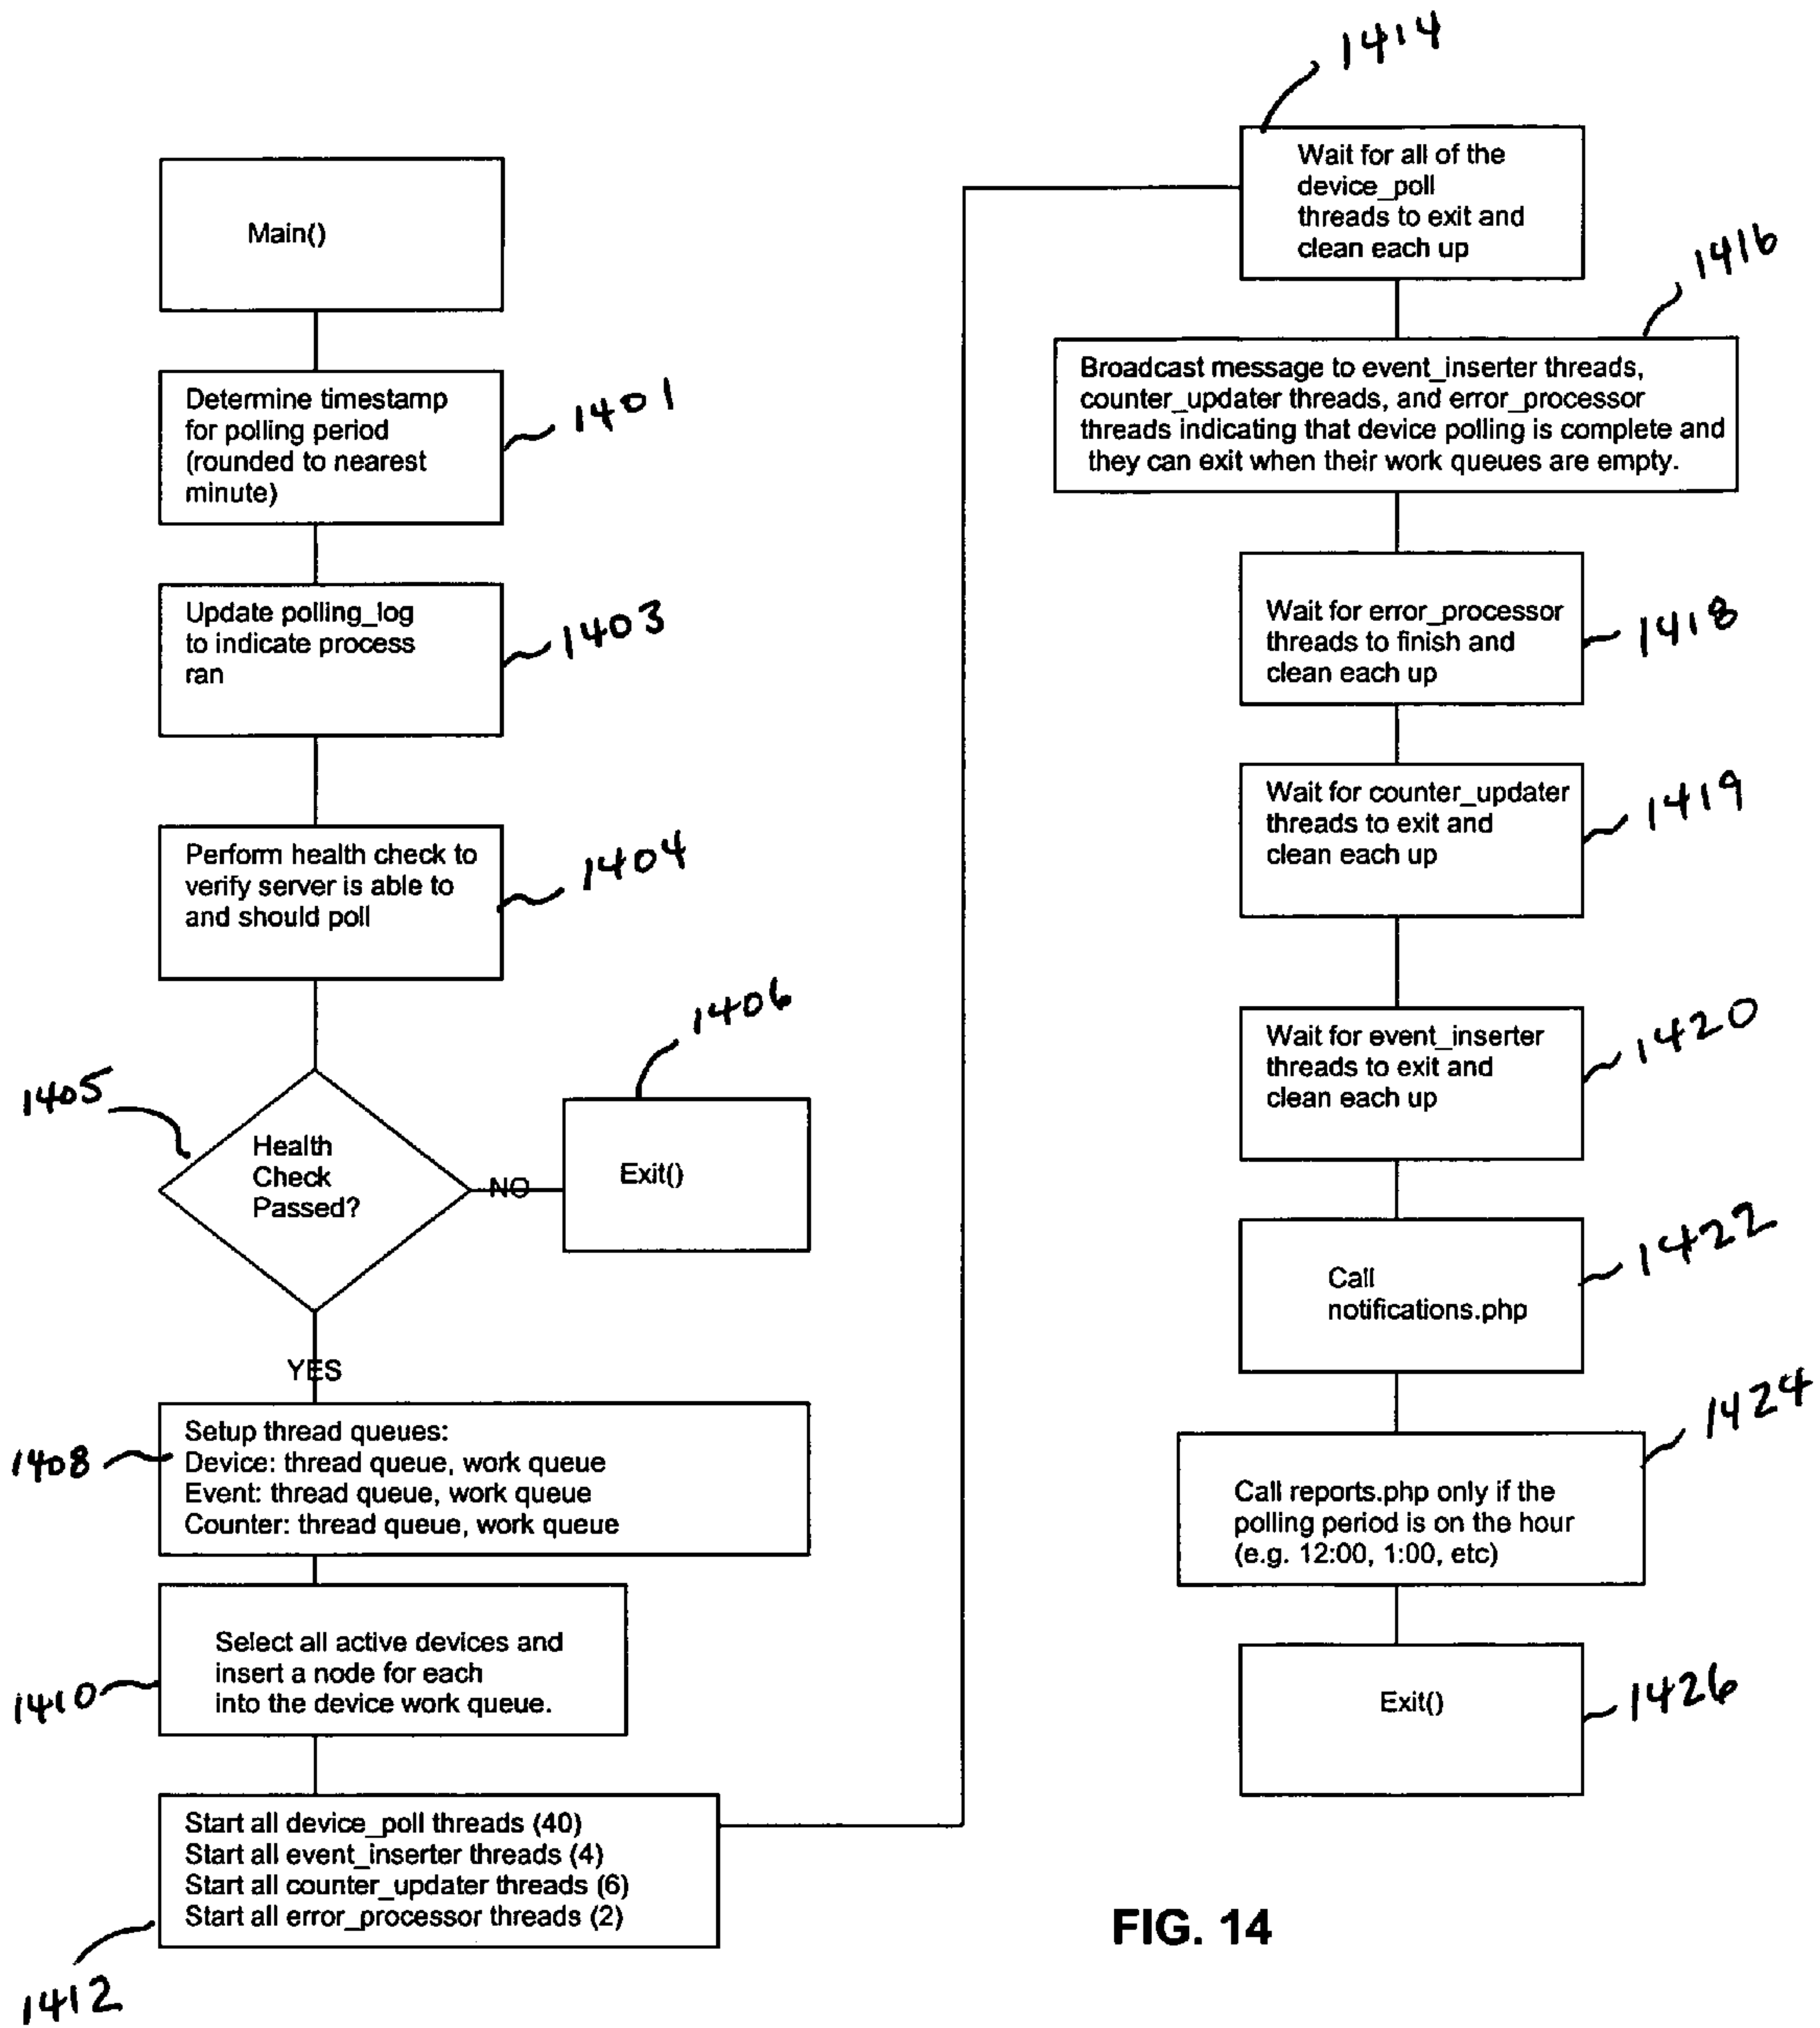 Main()
Determine timestamp
for polling period
(rounded to nearest
minute)
1401
Update polling_log
to indicate process
ran
1403
Perform health check to
verify server is able to
and should poll
1404
1405
Health
Check
Passed?
NO
Exit()
1406
YES
Setup thread queues:
Device: thread queue, work queue
Event: thread queue, work queue
Counter: thread queue, work queue
1408
Select all active devices and
insert a node for each
into the device work queue.
1410
Start all device_poll threads (40)
Start all event_inserter threads (4)
Start all counter_updater threads (6)
Start all error_processor threads (2)
1412
1414
Wait for all of the
device_poll
threads to exit and
clean each up
1416
Broadcast message to event_inserter threads,
counter_updater threads, and error_processor
threads indicating that device polling is complete and
they can exit when their work queues are empty.
Wait for error_processor
threads to finish and
clean each up
1418
Wait for counter_updater
threads to exit and
clean each up
1419
Wait for event_inserter
threads to exit and
clean each up
1420
Call
notifications.php
1422
1424
Call reports.php only if the
polling period is on the hour
(e.g. 12:00, 1:00, etc)
Exit()
1426
FIG. 14